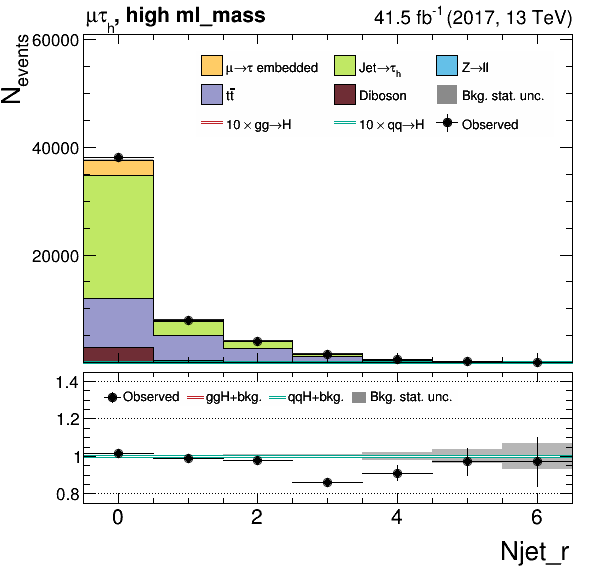 μτh, high ml_mass 41.5 fb-1 (2017, 13 TeV)
Nevents
60000
40000
20000
μ→τ embedded Jet→τh Z→ll
tt̄ Diboson Bkg. stat. unc.
10 × gg→H 10 × qq→H Observed
1.4
1.2
1
0.8
Observed ggH+bkg. qqH+bkg. Bkg. stat. unc.
0 2 4 6
Njet_r